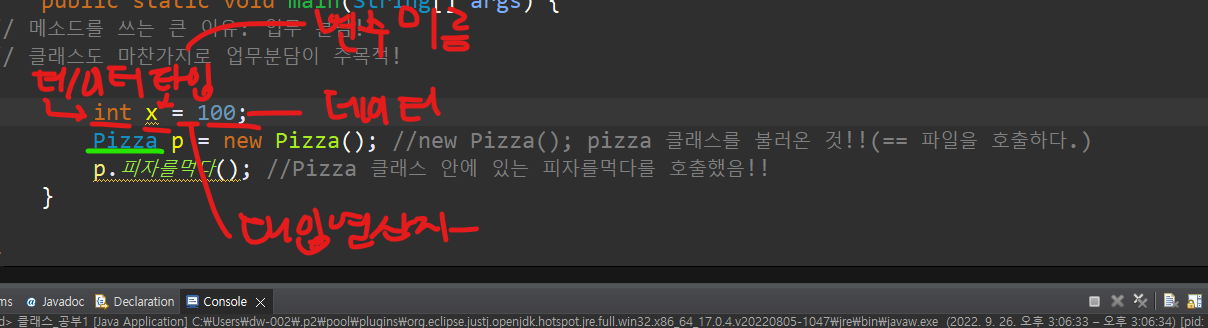 public static void main(String[] args) {
// 메소드를 쓰는 큰 이유: 업무 분담!
변수 이름
// 클래스도 마찬가지로 업무분담이 주목적!
데이터타입
int x = 100;
데이터
Pizza p = new Pizza(); //new Pizza(); pizza 클래스를 불러온 것!!(== 파일을 호출하다.)
p.피자를먹다(); //Pizza 클래스 안에 있는 피자를먹다를 호출했음!!
}
대입연산자
ms Javadoc Declaration Console
d> 클래스_공부1 [Java Application] C:₩Users₩dw-002₩.p2₩pool₩plugins₩org.eclipse.justj.openjdk.hotspot.jre.full.win32.x86_64_17.0.4.v20220805-1047₩jre₩bin₩javaw.exe (2022. 9. 26. 오후 3:06:33 – 오후 3:06:34) [pid: